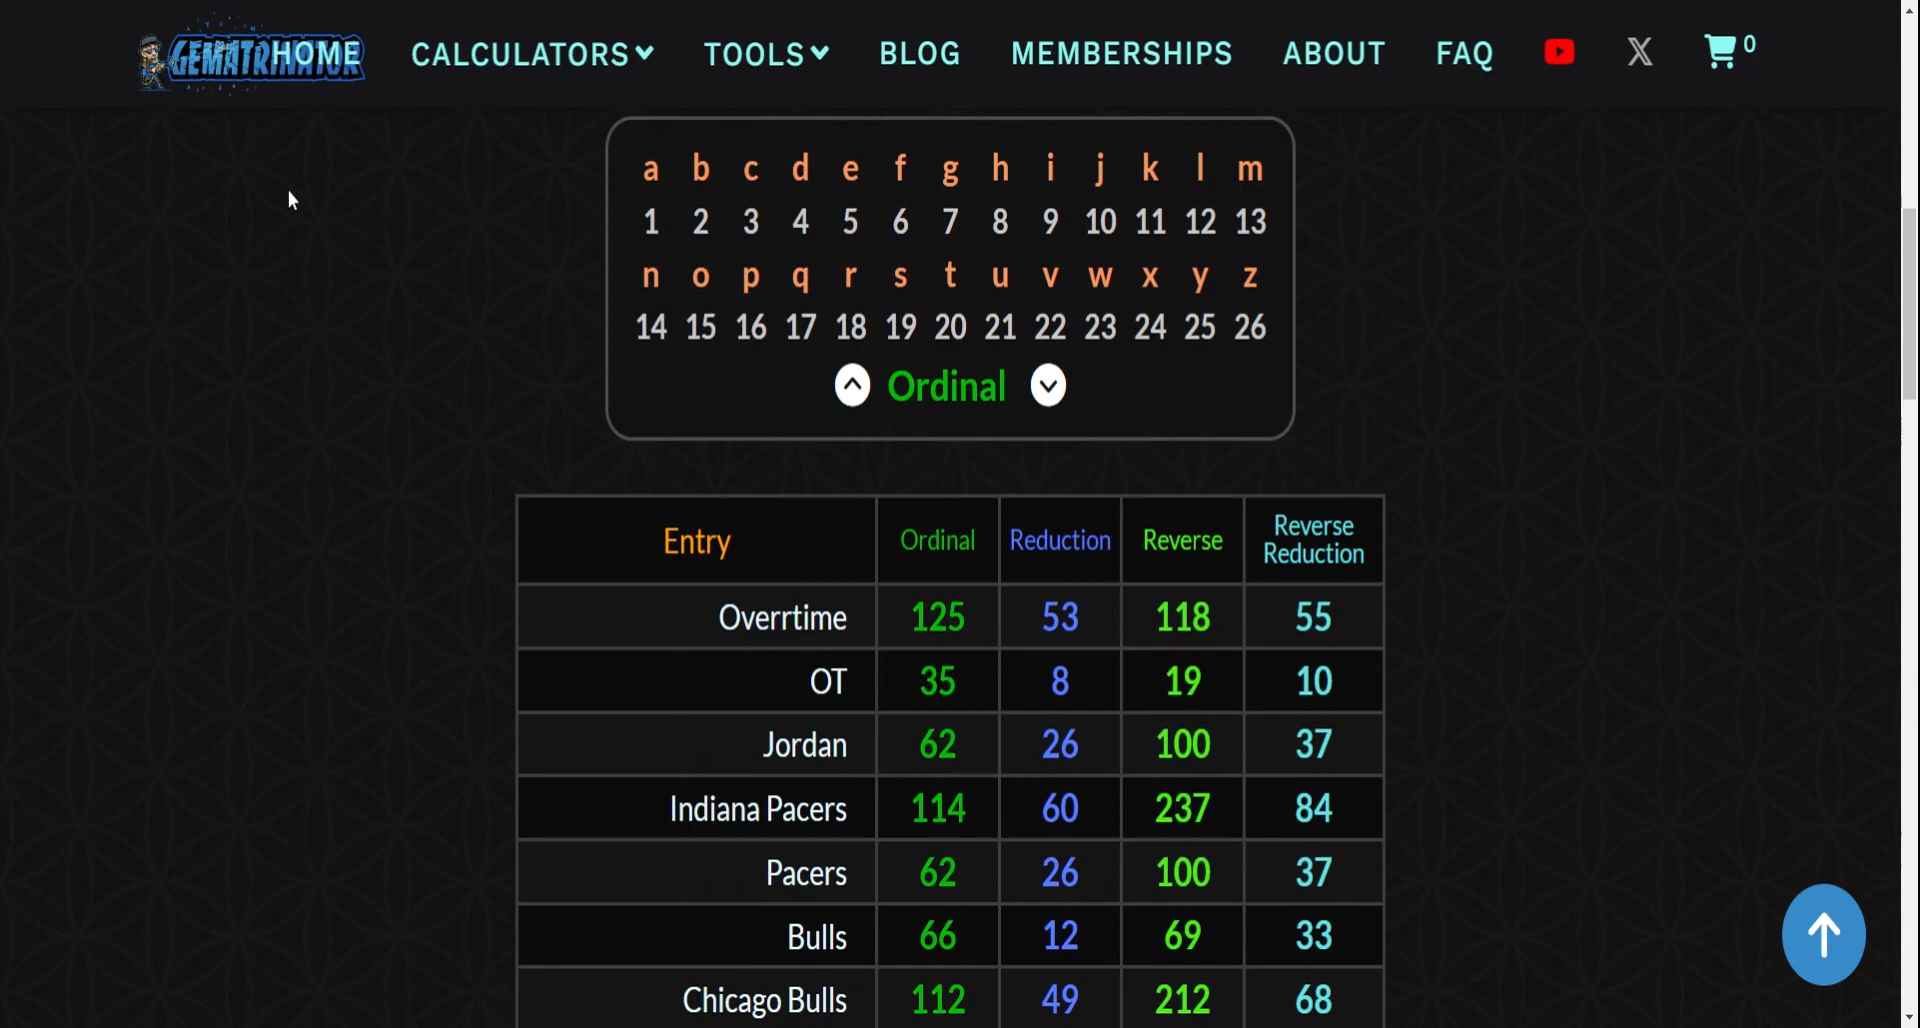 GEMATRINATOR HOME CALCULATORS TOOLS BLOG MEMBERSHIPS ABOUT FAQ X 0
a b c d e f g h i j k l m
1 2 3 4 5 6 7 8 9 10 11 12 13
n o p q r s t u v w x y z
14 15 16 17 18 19 20 21 22 23 24 25 26
Ordinal
Entry Ordinal Reduction Reverse Reverse Reduction
Overrtime 125 53 118 55
OT 35 8 19 10
Jordan 62 26 100 37
Indiana Pacers 114 60 237 84
Pacers 62 26 100 37
Bulls 66 12 69 33
Chicago Bulls 112 49 212 68